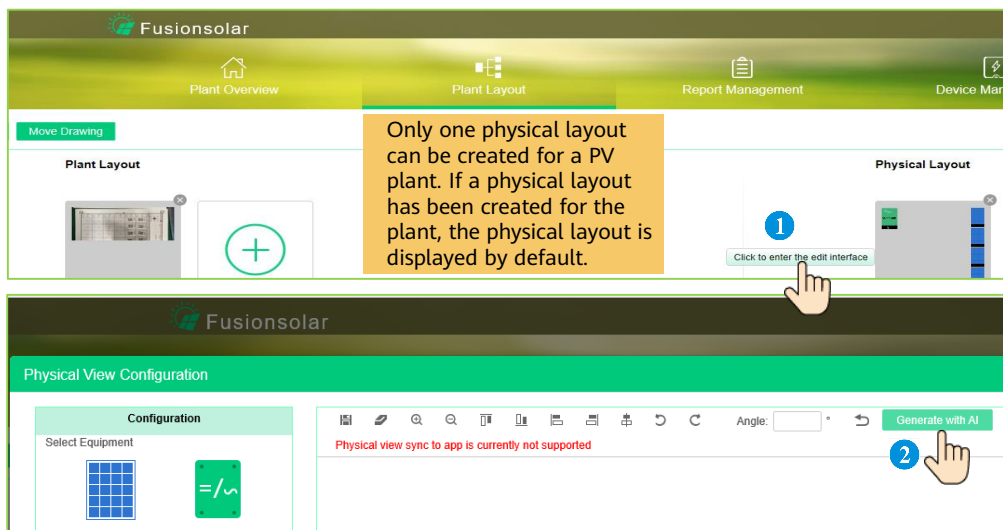 Fusionsolar
Plant Overview
Plant Layout
Report Management
Device Mar
Move Drawing
Plant Layout
Only one physical layout
can be created for a PV
plant. If a physical layout
has been created for the
plant, the physical layout is
displayed by default.
Physical Layout
1
Click to enter the edit interface
Fusionsolar
Physical View Configuration
Configuration
Select Equipment
Angle:
°
Generate with AI
Physical view sync to app is currently not supported
2